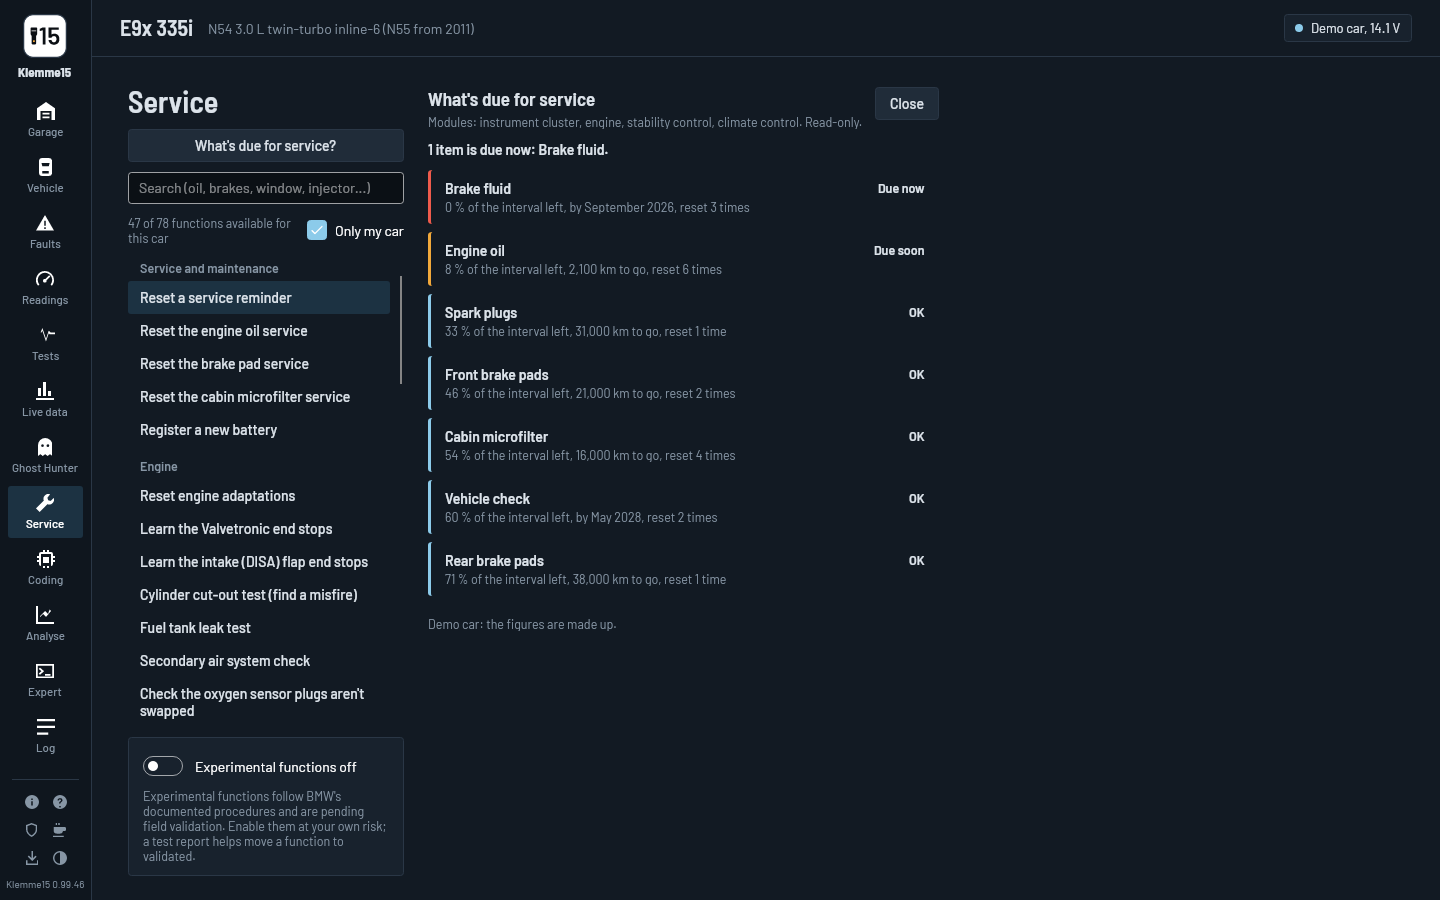 15
Klemme15
Garage
Vehicle
Faults
Readings
Tests
Live data
Ghost Hunter
Service
Coding
Analyse
Expert
Log
Klemme15 0.99.46
E9x 335i
N54 3.0 L twin-turbo inline-6 (N55 from 2011)
Demo car, 14.1 V
Service
What's due for service?
Search (oil, brakes, window, injector...)
47 of 78 functions available for
this car
Only my car
Service and maintenance
Reset a service reminder
Reset the engine oil service
Reset the brake pad service
Reset the cabin microfilter service
Register a new battery
Engine
Reset engine adaptations
Learn the Valvetronic end stops
Learn the intake (DISA) flap end stops
Cylinder cut-out test (find a misfire)
Fuel tank leak test
Secondary air system check
Check the oxygen sensor plugs aren't
swapped
Experimental functions off
Experimental functions follow BMW's
documented procedures and are pending
field validation. Enable them at your own risk;
a test report helps move a function to
validated.
What's due for service
Close
Modules: instrument cluster, engine, stability control, climate control. Read-only.
1 item is due now: Brake fluid.
Brake fluid
Due now
0 % of the interval left, by September 2026, reset 3 times
Engine oil
Due soon
8 % of the interval left, 2,100 km to go, reset 6 times
Spark plugs
OK
33 % of the interval left, 31,000 km to go, reset 1 time
Front brake pads
OK
46 % of the interval left, 21,000 km to go, reset 2 times
Cabin microfilter
OK
54 % of the interval left, 16,000 km to go, reset 4 times
Vehicle check
OK
60 % of the interval left, by May 2028, reset 2 times
Rear brake pads
OK
71 % of the interval left, 38,000 km to go, reset 1 time
Demo car: the figures are made up.